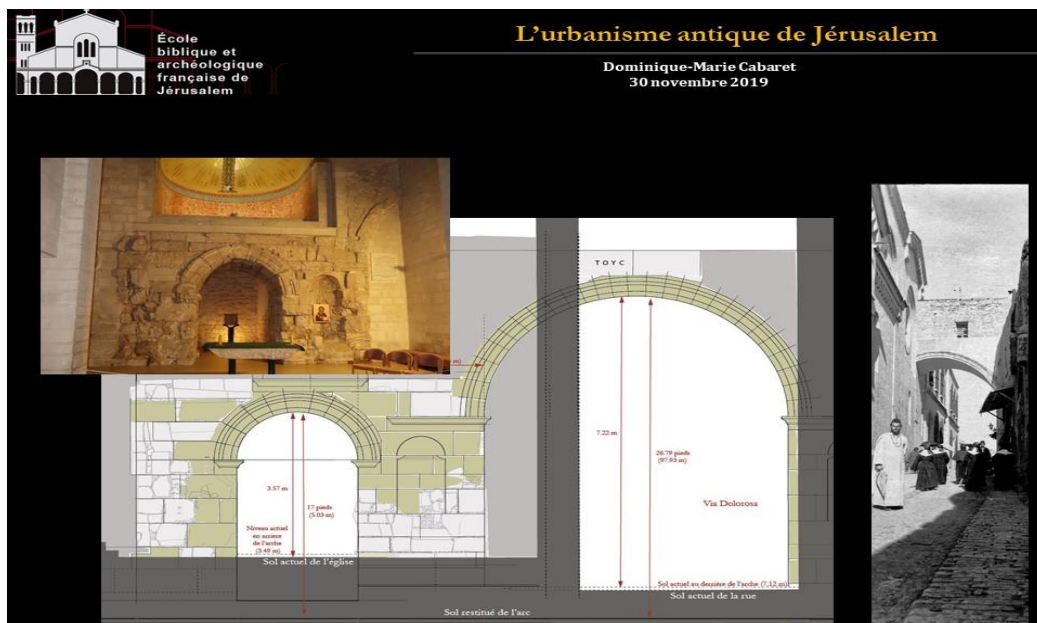 École
biblique et
archéologique
française de
Jérusalem
L'urbanisme antique de Jérusalem
Dominique-Marie Cabaret
30 novembre 2019
TOYC
m)
7.22 m
26.79 pieds
(97.93 m)
3.57 m
17 pieds
(5.03 m)
Via Dolorosa
Niveau actuel
en arrière
de l'arche
(3.49 m)
Sol actuel de l'église
Sol actuel au derrière de l'arche (7.12 m)
Sol actuel de la rue
Sol restitué de l'arc